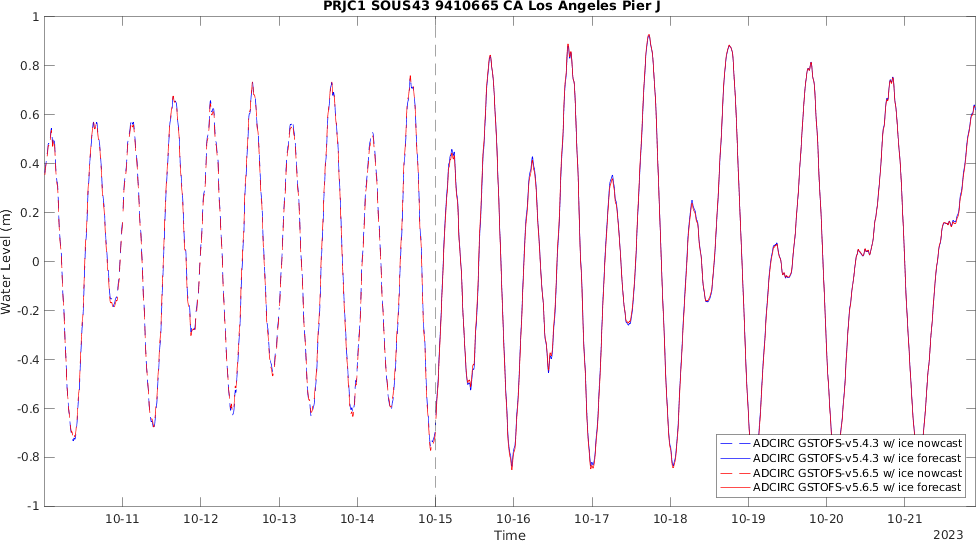 PRJC1 SOUS43 9410665 CA Los Angeles Pier J
1
0.8
0.6
0.4
0.2
0
-0.2
-0.4
-0.6
-0.8
-1
Water Level (m)
ADCIRC GSTOFS-v5.4.3 w/ ice nowcast
ADCIRC GSTOFS-v5.4.3 w/ ice forecast
ADCIRC GSTOFS-v5.6.5 w/ ice nowcast
ADCIRC GSTOFS-v5.6.5 w/ ice forecast
10-11 10-12 10-13 10-14 10-15 10-16 10-17 10-18 10-19 10-20 10-21
Time
2023